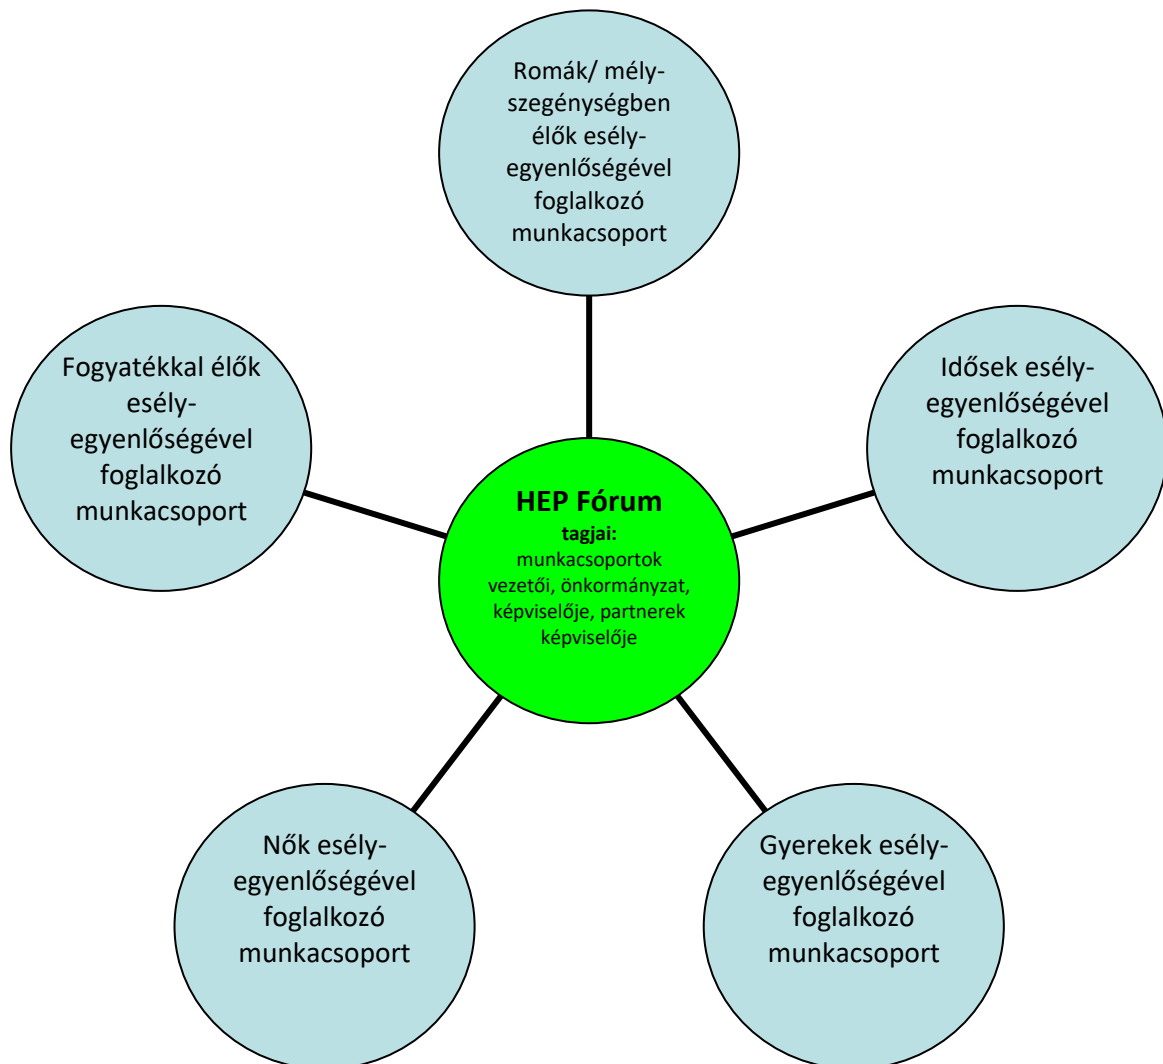 Romák/ mély-
szegénységben
élők esély-
egyenlőségével
foglalkozó
munkacsoport
Fogyatékkal élők
esély-
egyenlőségével
foglalkozó
munkacsoport
Idősek esély-
egyenlőségével
foglalkozó
munkacsoport
HEP Fórum
tagjai:
munkacsoportok
vezetői, önkormányzat,
képviselője, partnerek
képviselője
Nők esély-
egyenlőségével
foglalkozó
munkacsoport
Gyerekek esély-
egyenlőségével
foglalkozó
munkacsoport